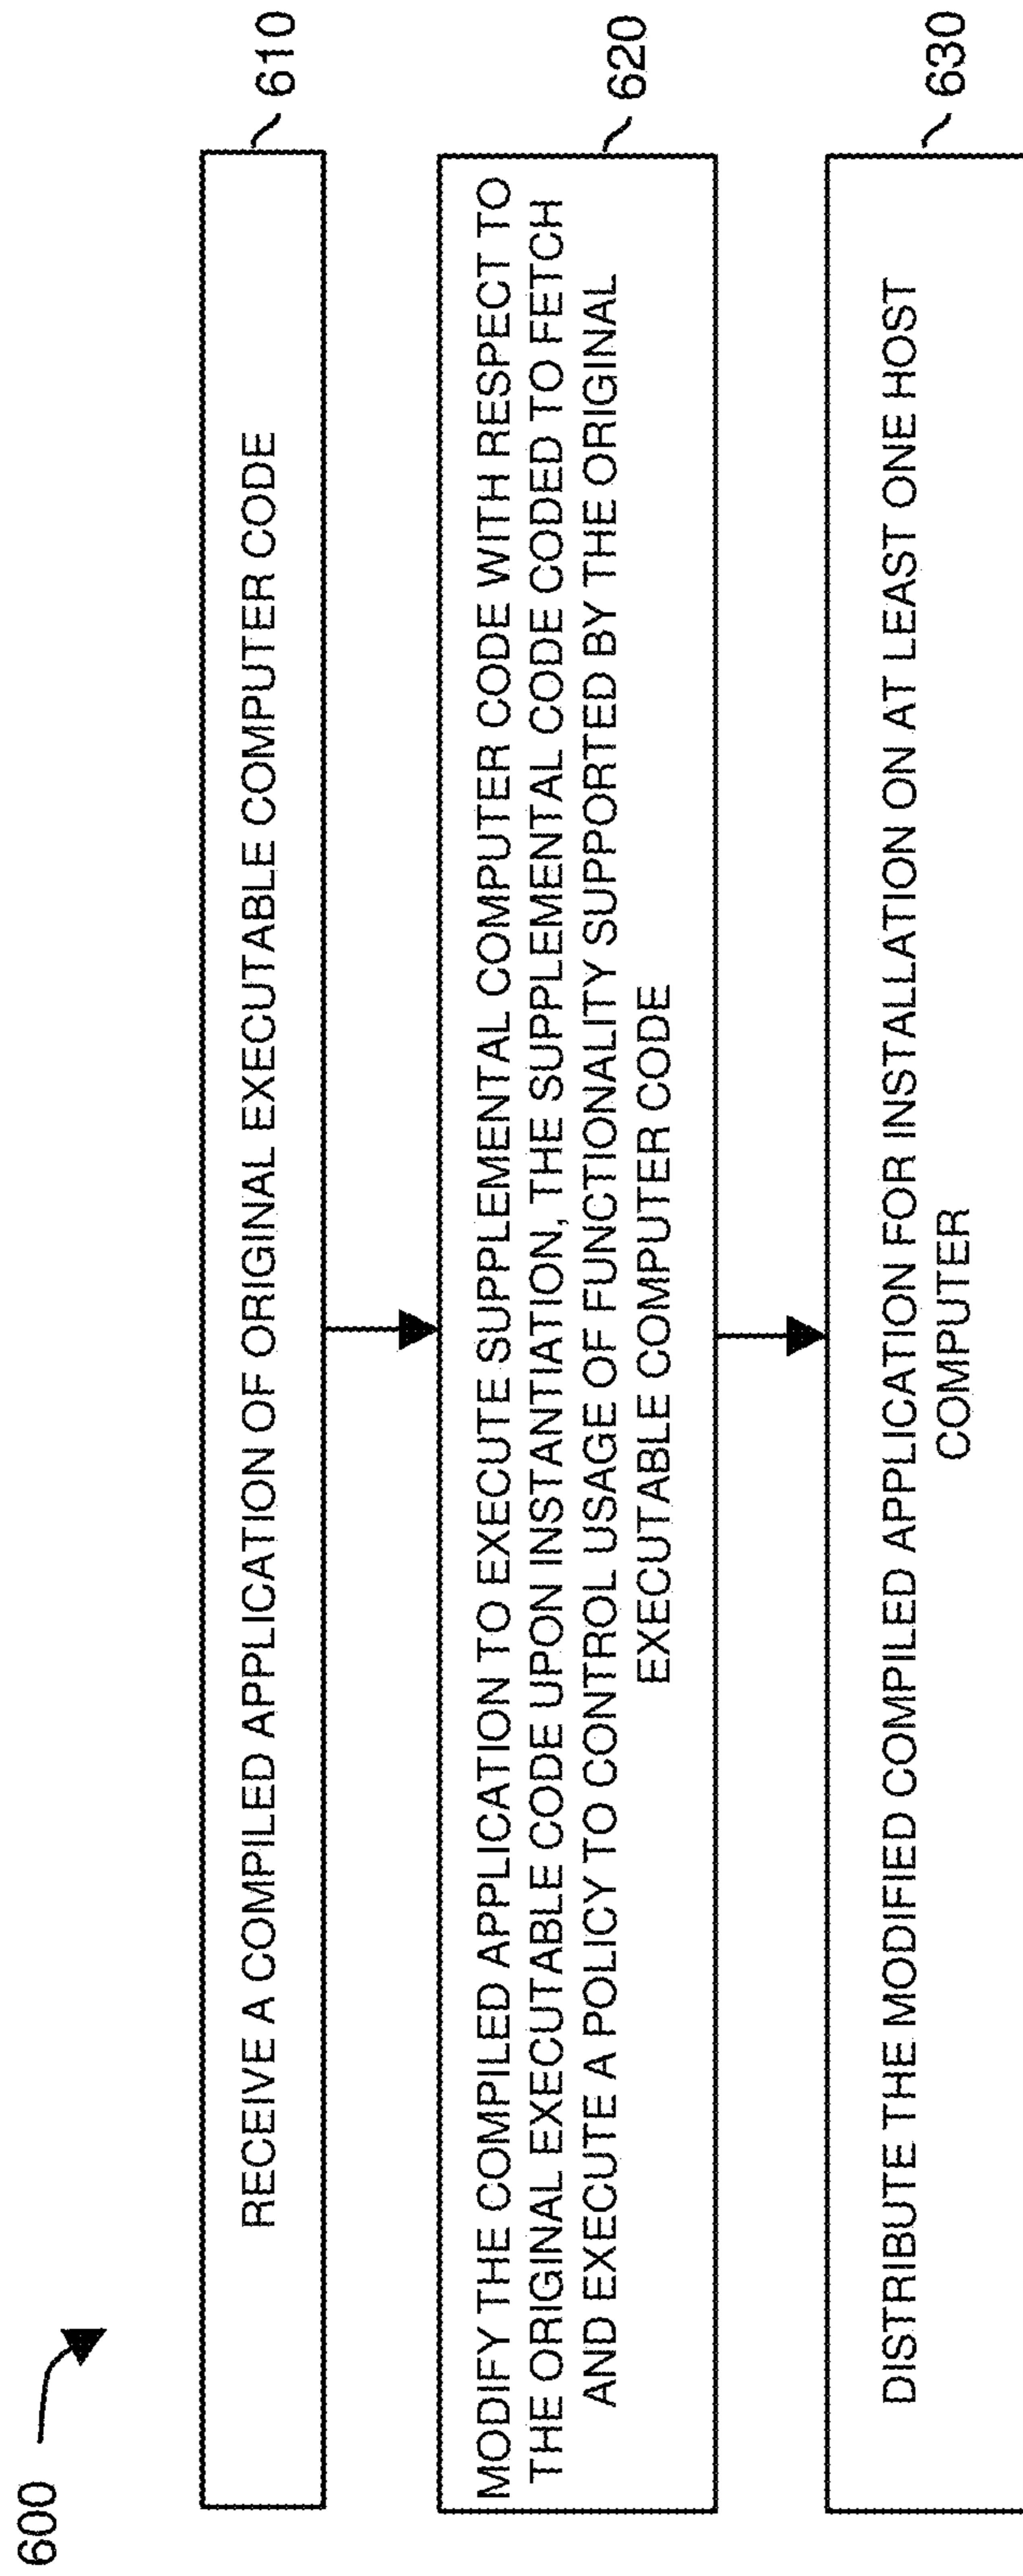 600
RECEIVE A COMPILED APPLICATION OF ORIGINAL EXECUTABLE COMPUTER CODE
610
MODIFY THE COMPILED APPLICATION TO EXECUTE SUPPLEMENTAL COMPUTER CODE WITH RESPECT TO
THE ORIGINAL EXECUTABLE CODE UPON INSTANTIATION, THE SUPPLEMENTAL CODE CODED TO FETCH
AND EXECUTE A POLICY TO CONTROL USAGE OF FUNCTIONALITY SUPPORTED BY THE ORIGINAL
EXECUTABLE COMPUTER CODE
620
DISTRIBUTE THE MODIFIED COMPILED APPLICATION FOR INSTALLATION ON AT LEAST ONE HOST
COMPUTER
630